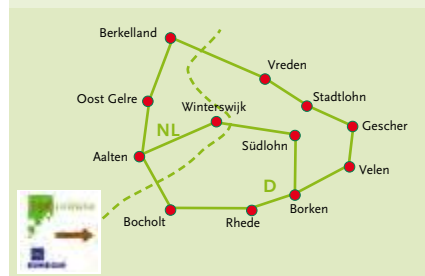 Berkelland
Vreden
Oost Gelre
Stadtlohn
Winterswijk
NL
Gescher
Südlohn
Aalten
Velen
D
Bocholt
Rhede
Borken